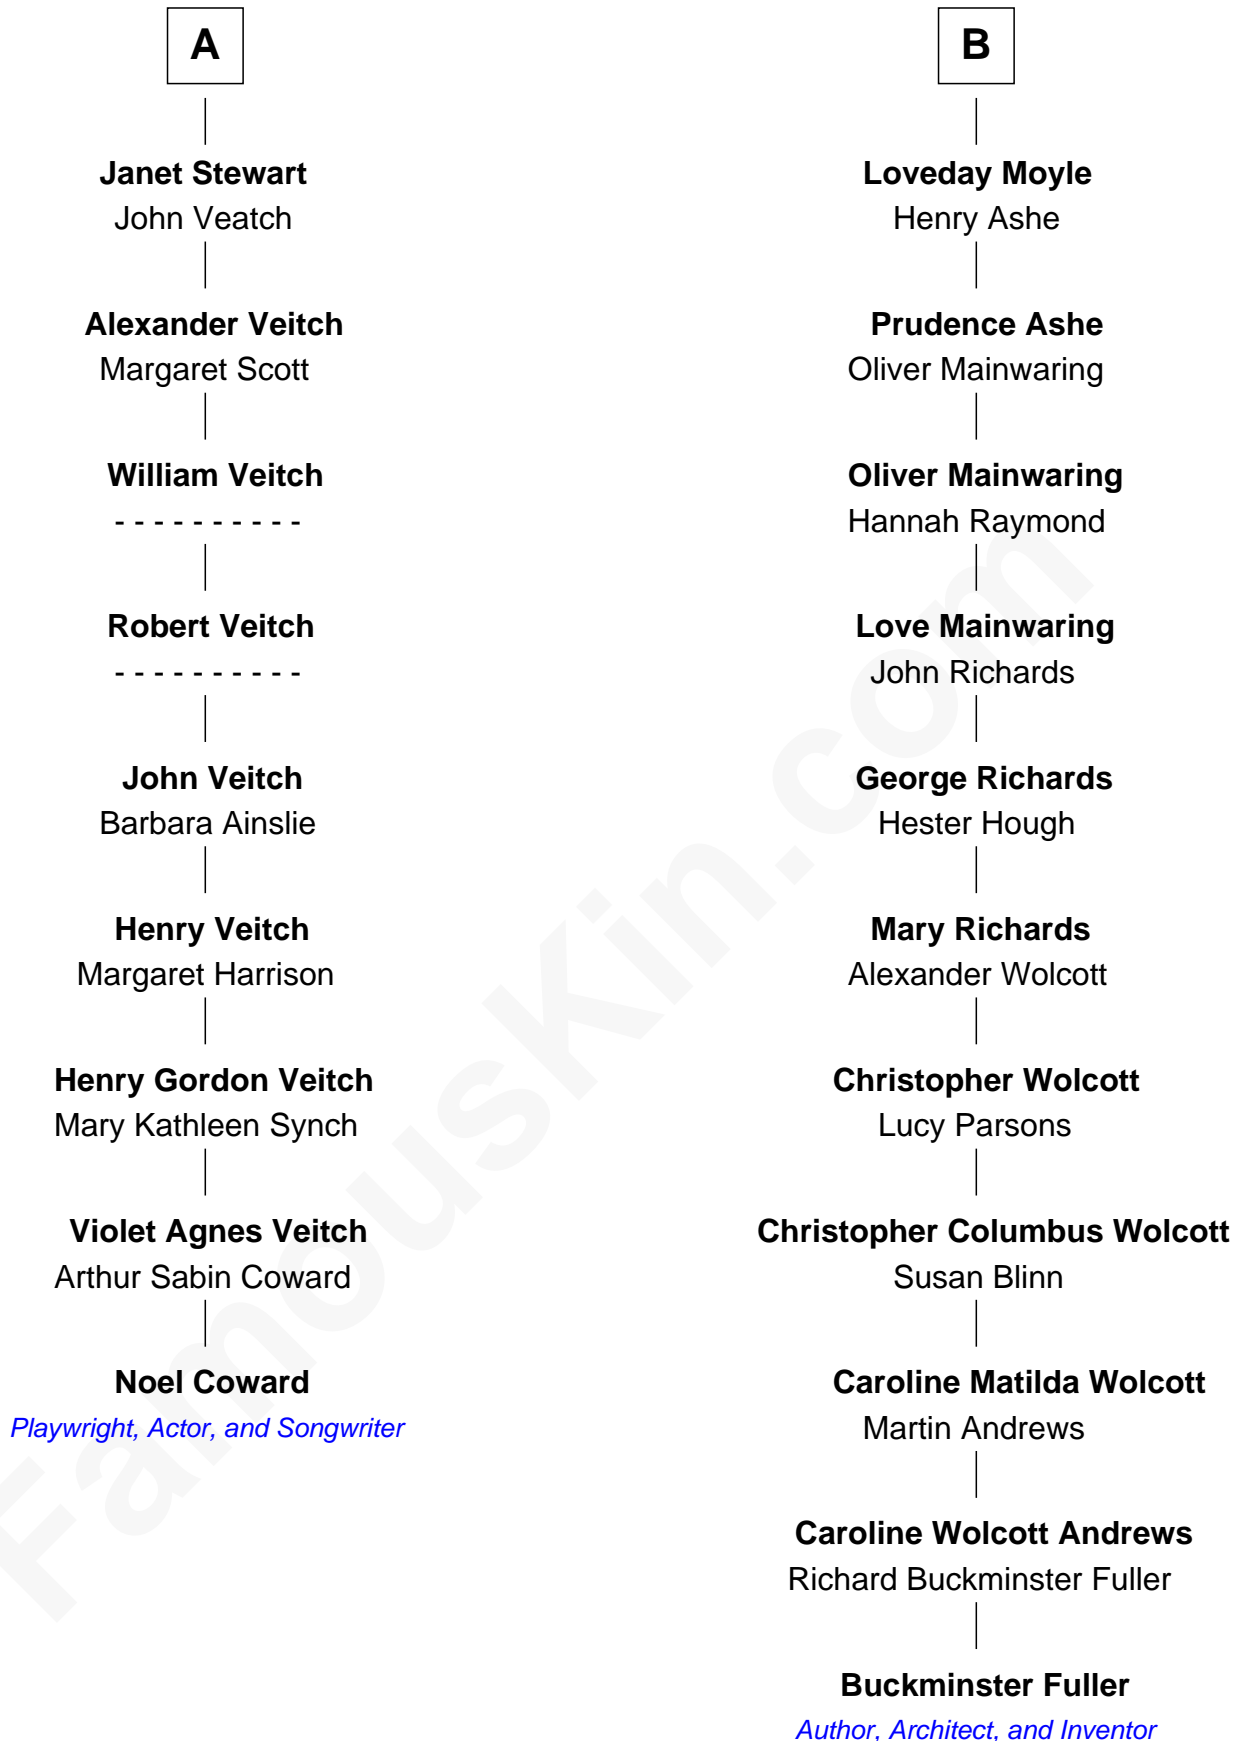 A
Janet Stewart
John Veatch
Alexander Veitch
Margaret Scott
William Veitch
- - - - - - - - - -
Robert Veitch
- - - - - - - - - -
John Veitch
Barbara Ainslie
Henry Veitch
Margaret Harrison
Henry Gordon Veitch
Mary Kathleen Synch
Violet Agnes Veitch
Arthur Sabin Coward
Noel Coward
Playwright, Actor, and Songwriter
B
Loveday Moyle
Henry Ashe
Prudence Ashe
Oliver Mainwaring
Oliver Mainwaring
Hannah Raymond
Love Mainwaring
John Richards
George Richards
Hester Hough
Mary Richards
Alexander Wolcott
Christopher Wolcott
Lucy Parsons
Christopher Columbus Wolcott
Susan Blinn
Caroline Matilda Wolcott
Martin Andrews
Caroline Wolcott Andrews
Richard Buckminster Fuller
Buckminster Fuller
Author, Architect, and Inventor
FamousKin.com